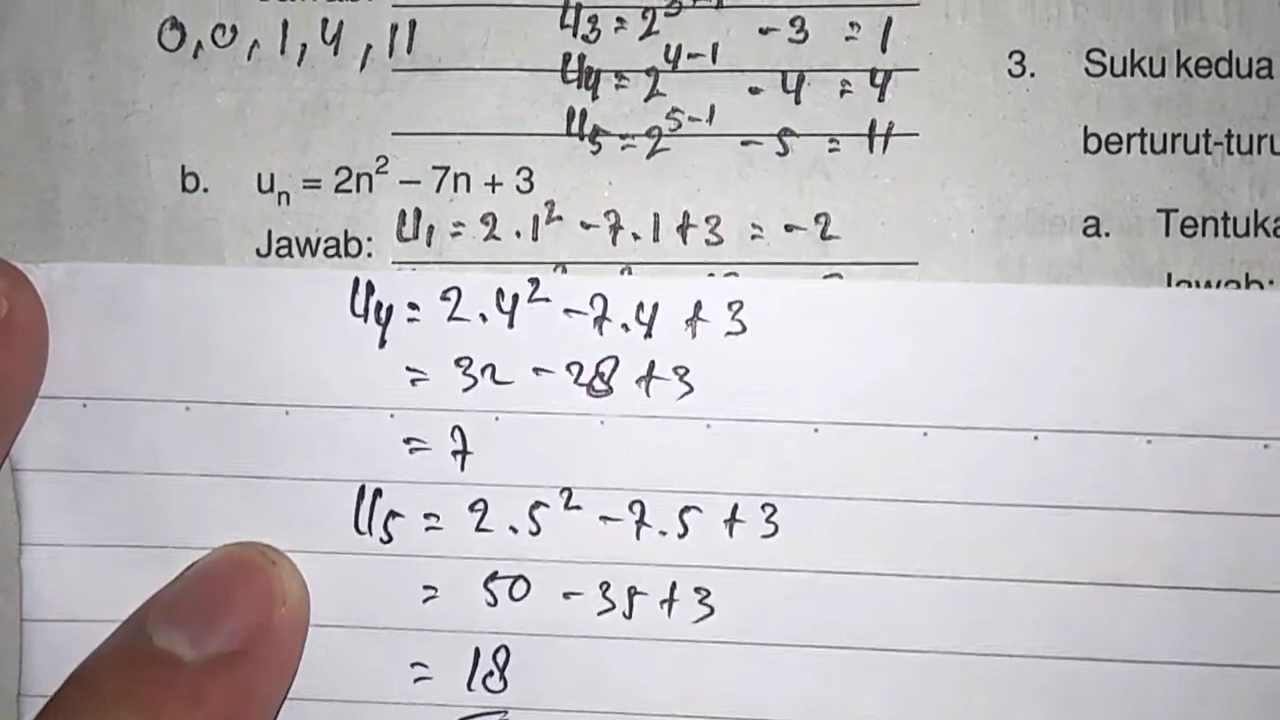 0, 0, 1, 4, 11
U3 = 2 - 3 = 1
U4 = 2^4-1 - 4 = 4
U5 = 2^5-1 - 5 = 11
b. un = 2n² – 7n + 3
Jawab: U1 = 2.1² - 7.1 + 3 = -2
U4 = 2.4² - 7.4 + 3
= 32 - 28 + 3
= 7
U5 = 2.5² - 7.5 + 3
= 50 - 35 + 3
= 18
3. Suku kedua
berturut-turu
a. Tentuka
Jawab: